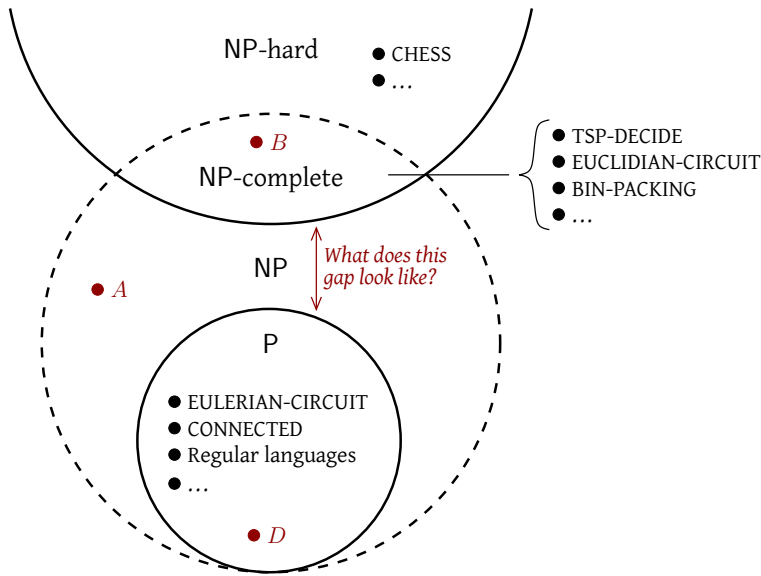 NP-hard
● CHESS
● ...
● B
NP-complete
● TSP-DECIDE
● EUCLIDIAN-CIRCUIT
● BIN-PACKING
● ...
NP
What does this
gap look like?
● A
P
● EULERIAN-CIRCUIT
● CONNECTED
● Regular languages
● ...
● D